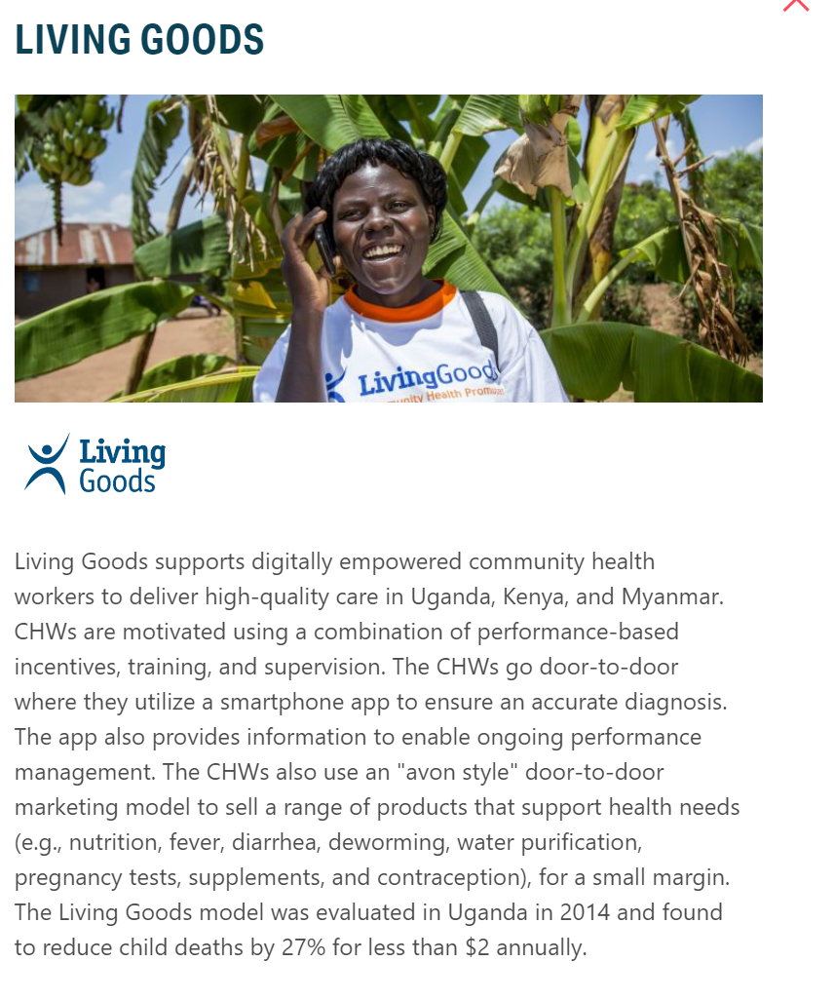 LIVING GOODS
LivingGood
munity Health Promo
Living
Goods
Living Goods supports digitally empowered community health
workers to deliver high-quality care in Uganda, Kenya, and Myanmar.
CHWs are motivated using a combination of performance-based
incentives, training, and supervision. The CHWs go door-to-door
where they utilize a smartphone app to ensure an accurate diagnosis.
The app also provides information to enable ongoing performance
management. The CHWs also use an "avon style" door-to-door
marketing model to sell a range of products that support health needs
(e.g., nutrition, fever, diarrhea, deworming, water purification,
pregnancy tests, supplements, and contraception), for a small margin.
The Living Goods model was evaluated in Uganda in 2014 and found
to reduce child deaths by 27% for less than $2 annually.